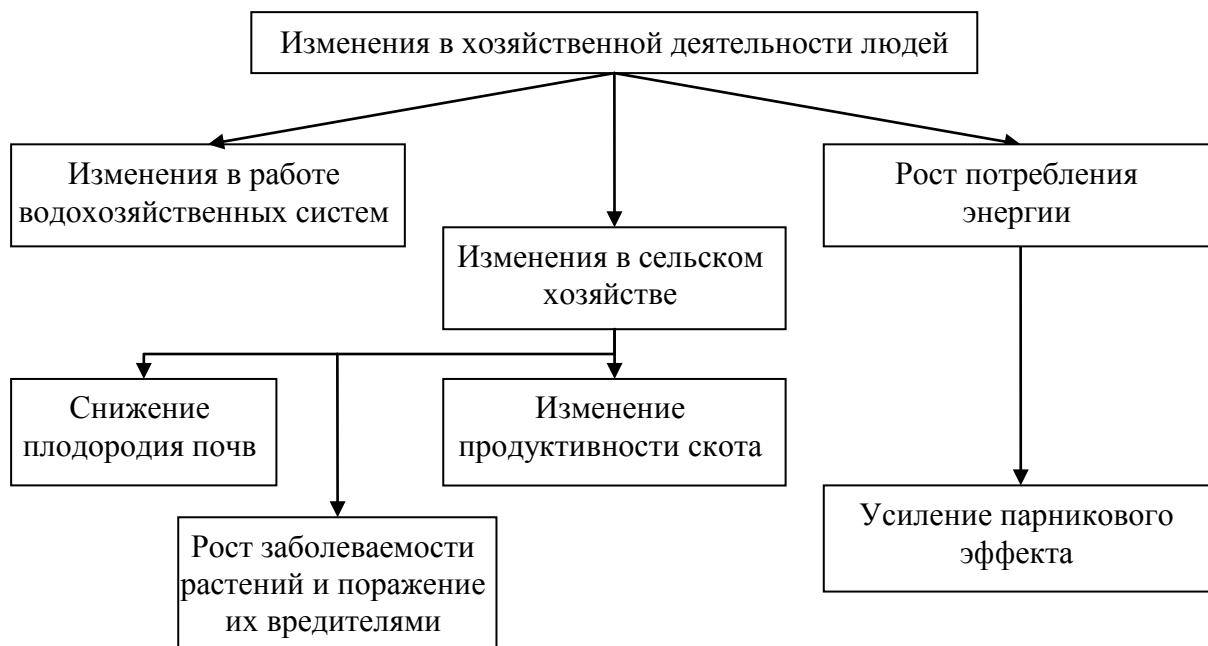 Изменения в хозяйственной деятельности людей
Изменения в работе
водохозяйственных систем
Рост потребления
энергии
Изменения в сельском
хозяйстве
Снижение
плодородия почв
Изменение
продуктивности скота
Усиление парникового
эффекта
Рост заболеваемости
растений и поражение
их вредителями